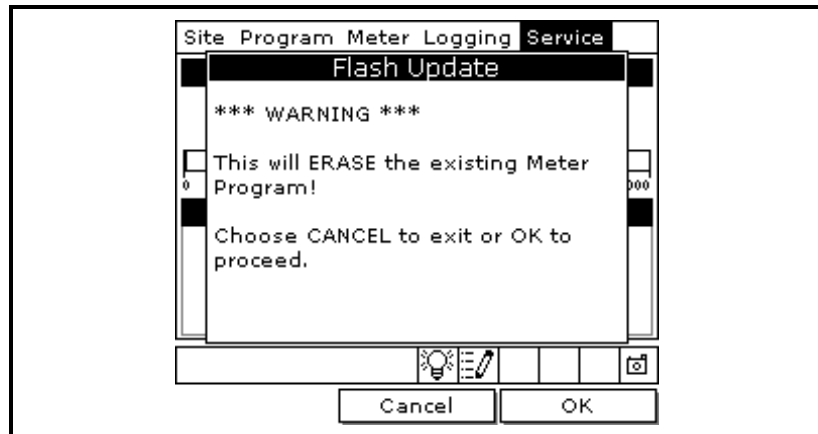 Site Program Meter Logging Service
Flash Update
*** WARNING ***
This will ERASE the existing Meter
Program!
0
Choose CANCEL to exit or OK to
proceed.
Cancel OK